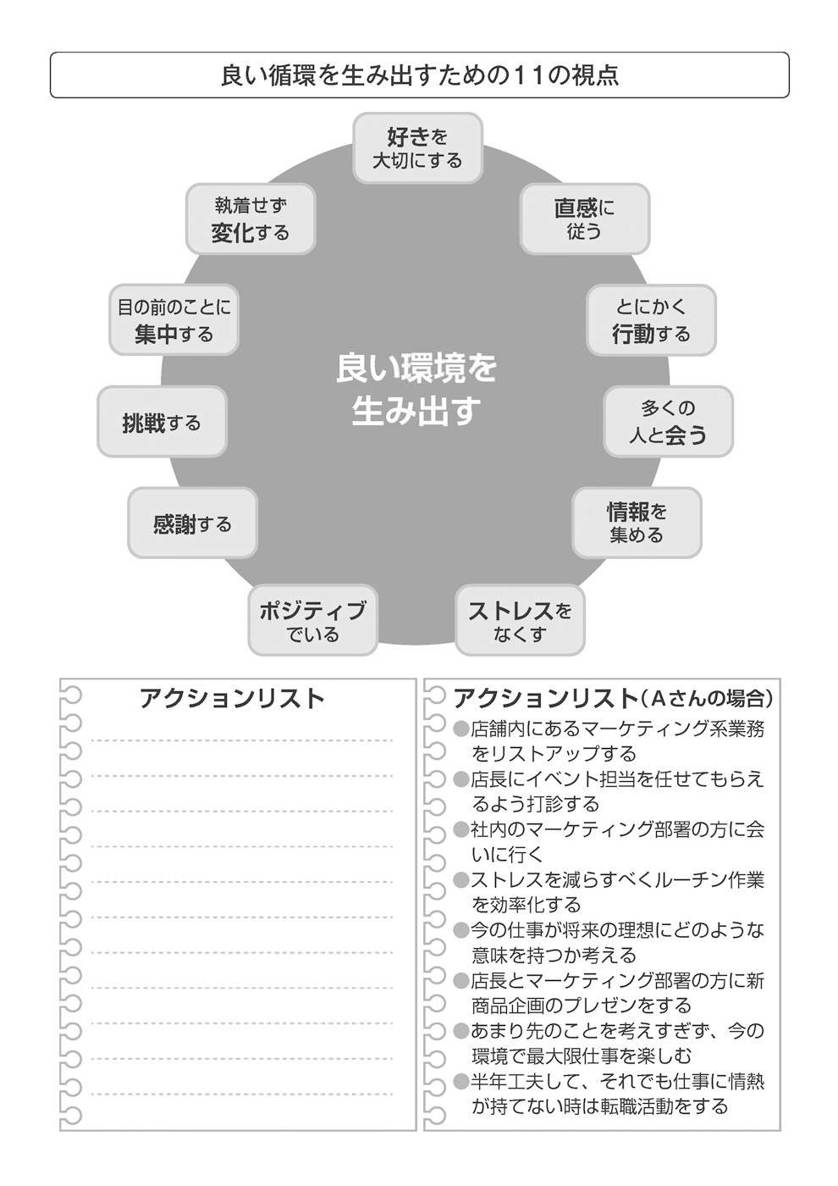 良い循環を生み出すための11の視点
好きを
大切にする
直感に
従う
とにかく
行動する
多くの
人と会う
情報を
集める
ストレスを
なくす
ポジティブ
でいる
感謝する
挑戦する
目の前のことに
集中する
執着せず
変化する
良い環境を
生み出す
アクションリスト
アクションリスト(Aさんの場合)
●店舗内にあるマーケティング系業務
をリストアップする
●店長にイベント担当を任せてもらえ
るよう打診する
●社内のマーケティング部署の方に会
いに行く
●ストレスを減らすべくルーチン作業
を効率化する
●今の仕事が将来の理想にどのような
意味を持つか考える
●店長とマーケティング部署の方に新
商品企画のプレゼンをする
●あまり先のことを考えすぎず、今の
環境で最大限仕事を楽しむ
●半年工夫して、それでも仕事に情熱
が持てない時は転職活動をする